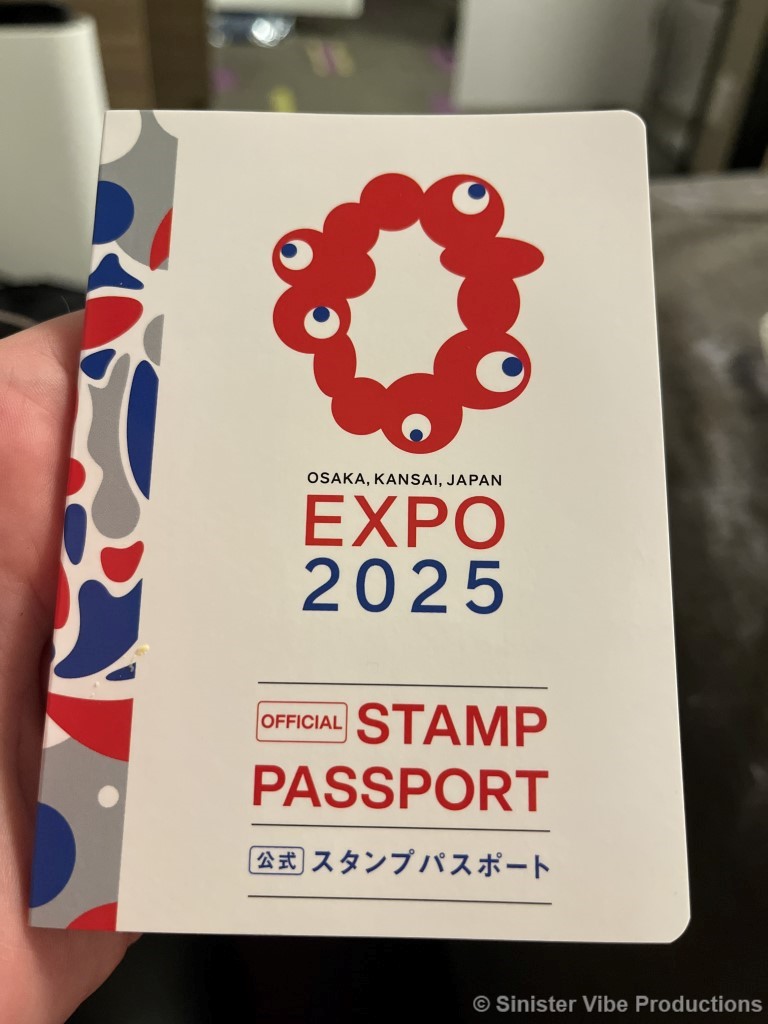 OSAKA, KANSAI, JAPAN
EXPO
2025
OFFICIAL STAMP
PASSPORT
公式 スタンプパスポート
© Sinister Vibe Productions